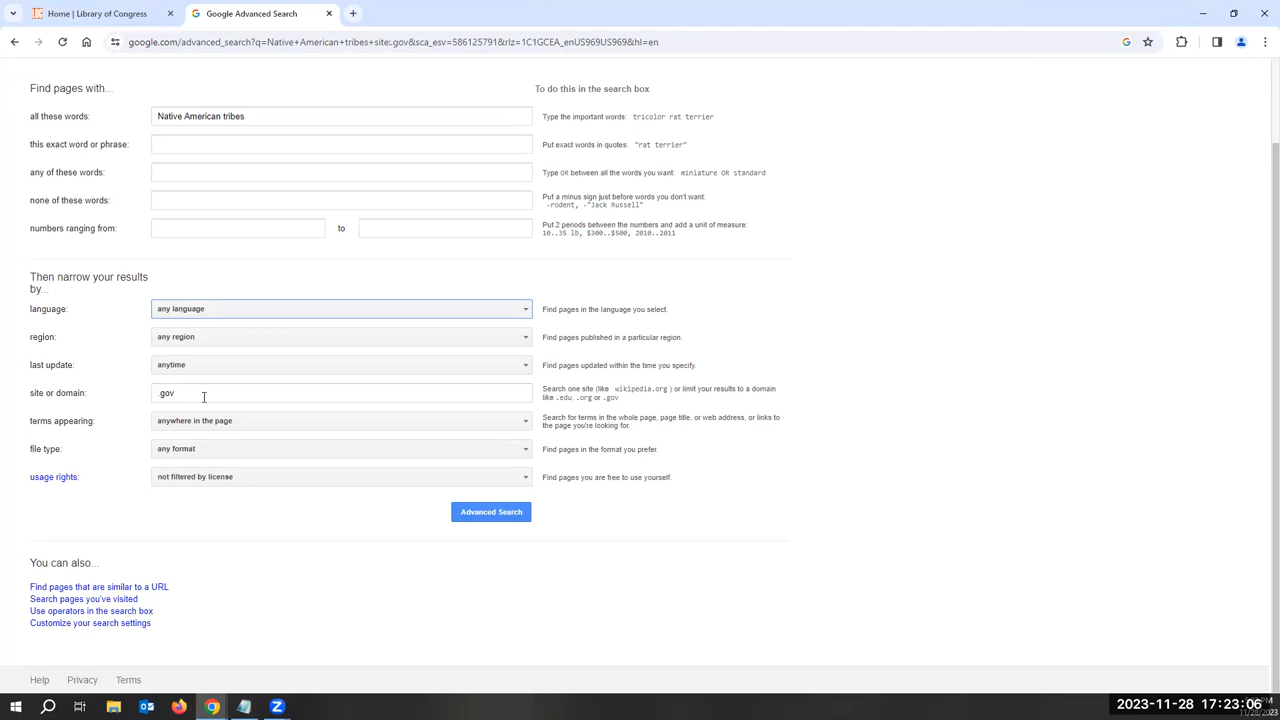 Home | Library of Congress
Google Advanced Search
google.com/advanced_search?q=Native+American+tribes+site:.gov&sca_esv=586125791&rlz=1C1GCEA_enUS969US969&hl=en
Find pages with...
To do this in the search box
all these words:
Native American tribes
Type the important words: tricolor rat terrier
this exact word or phrase:
Put exact words in quotes: "rat terrier"
any of these words:
Type OR between all the words you want: miniature OR standard
none of these words:
Put a minus sign just before words you don't want:
-rodent, -"Jack Russell"
numbers ranging from:
to
Put 2 periods between the numbers and add a unit of measure:
10..35 lb, $300..$500, 2010..2011
Then narrow your results
by...
language:
any language
Find pages in the language you select.
region:
any region
Find pages published in a particular region.
last update:
anytime
Find pages updated within the time you specify.
site or domain:
.gov
Search one site (like wikipedia.org ) or limit your results to a domain
like .edu, .org or .gov
terms appearing:
anywhere in the page
Search for terms in the whole page, page title, or web address, or links to
the page you're looking for.
file type:
any format
Find pages in the format you prefer.
usage rights:
not filtered by license
Find pages you are free to use yourself.
Advanced Search
You can also...
Find pages that are similar to a URL
Search pages you've visited
Use operators in the search box
Customize your search settings
Help
Privacy
Terms
2023-11-28 17:23:06